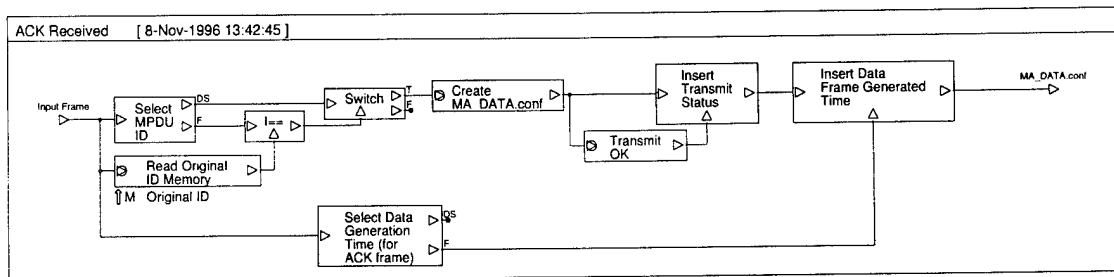 ACK Received [ 8-Nov-1996 13:42:45 ]
Input Frame
Select
MPDU
ID
DS
F
I==
Switch
T
F
Create
MA_DATA.conf
Insert
Transmit
Status
Insert Data
Frame Generated
Time
MA_DATA.conf
Transmit
OK
Read Original
ID Memory
M Original ID
Select Data
Generation
Time (for
ACK frame)
DS
F